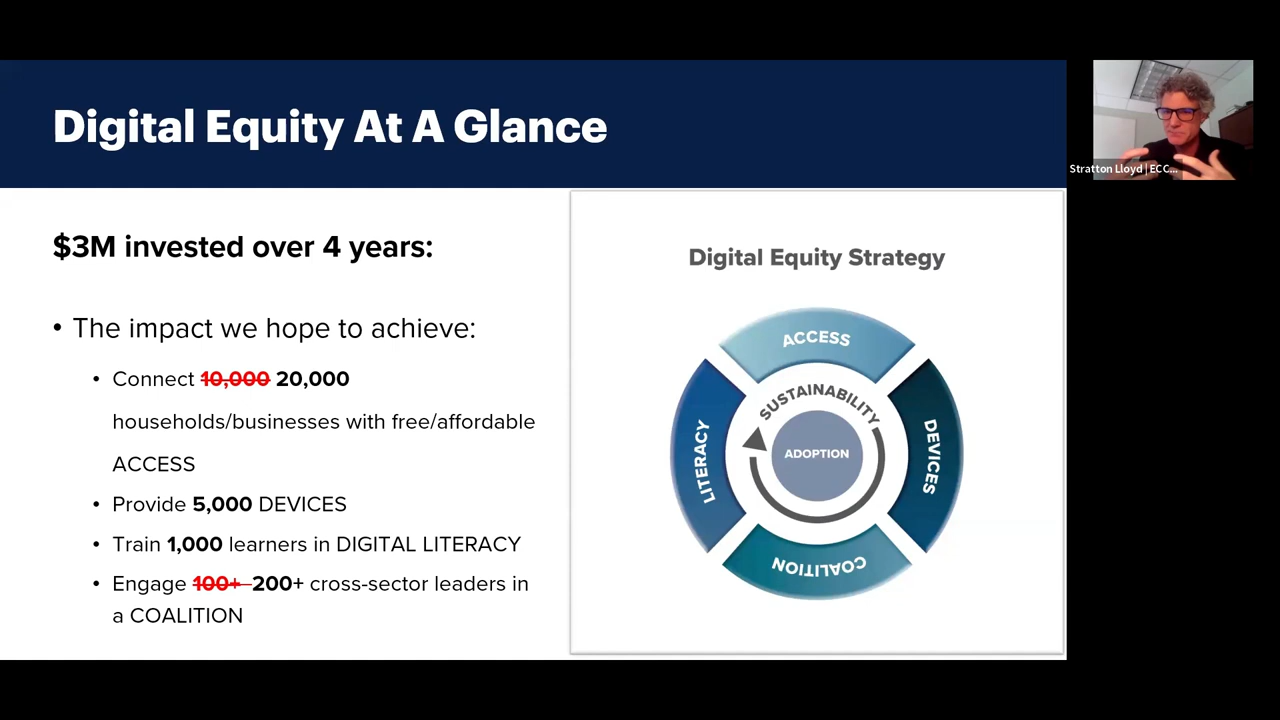 Digital Equity At A Glance
Stratton Lloyd | ECC...
$3M invested over 4 years:
• The impact we hope to achieve:
• Connect 10,000 20,000
households/businesses with free/affordable
ACCESS
• Provide 5,000 DEVICES
• Train 1,000 learners in DIGITAL LITERACY
• Engage 100+ 200+ cross-sector leaders in
a COALITION
Digital Equity Strategy
ACCESS
SUSTAINABILITY
LITERACY
ADOPTION
DEVICES
COALITION